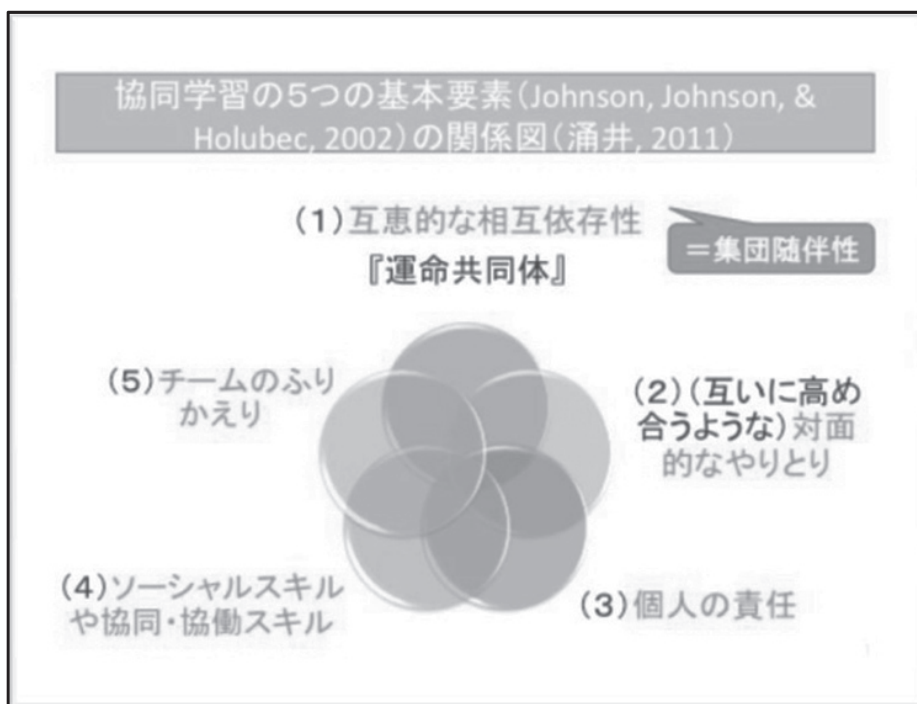 協同学習の5つの基本要素（Johnson, Johnson, &
Holubec, 2002）の関係図（涌井, 2011）
（1）互恵的な相互依存性
『運命共同体』
＝集団随伴性
（2）（互いに高め
合うような）対面
的なやりとり
（3）個人の責任
（4）ソーシャルスキル
や協同・協働スキル
（5）チームのふり
かえり